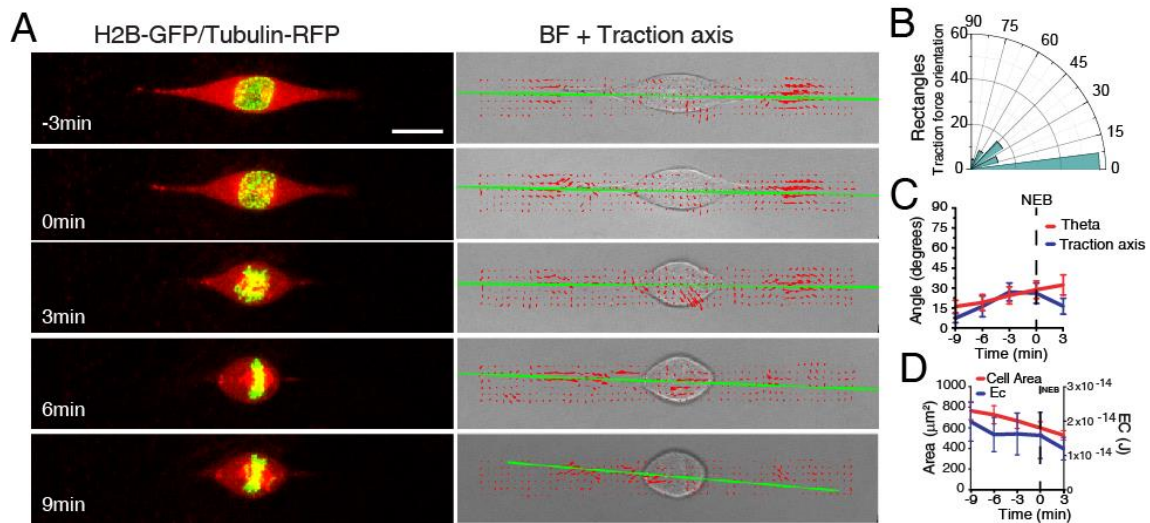 A
H2B-GFP/Tubulin-RFP
BF + Traction axis
-3min
0min
3min
6min
9min
B
Rectangles
Traction force orientation
60
40
20
0
90
75
60
45
30
15
0
C
NEB
Theta
Traction axis
Angle (degrees)
90
75
60
45
30
15
0
-9
-6
-3
0
3
Time (min)
D
Cell Area
Ec
NEB
Area (µm²)
1000
800
600
400
200
0
3x10⁻¹⁴
2x10⁻¹⁴
1x10⁻¹⁴
0
EC (J)
-9
-6
-3
0
3
Time (min)